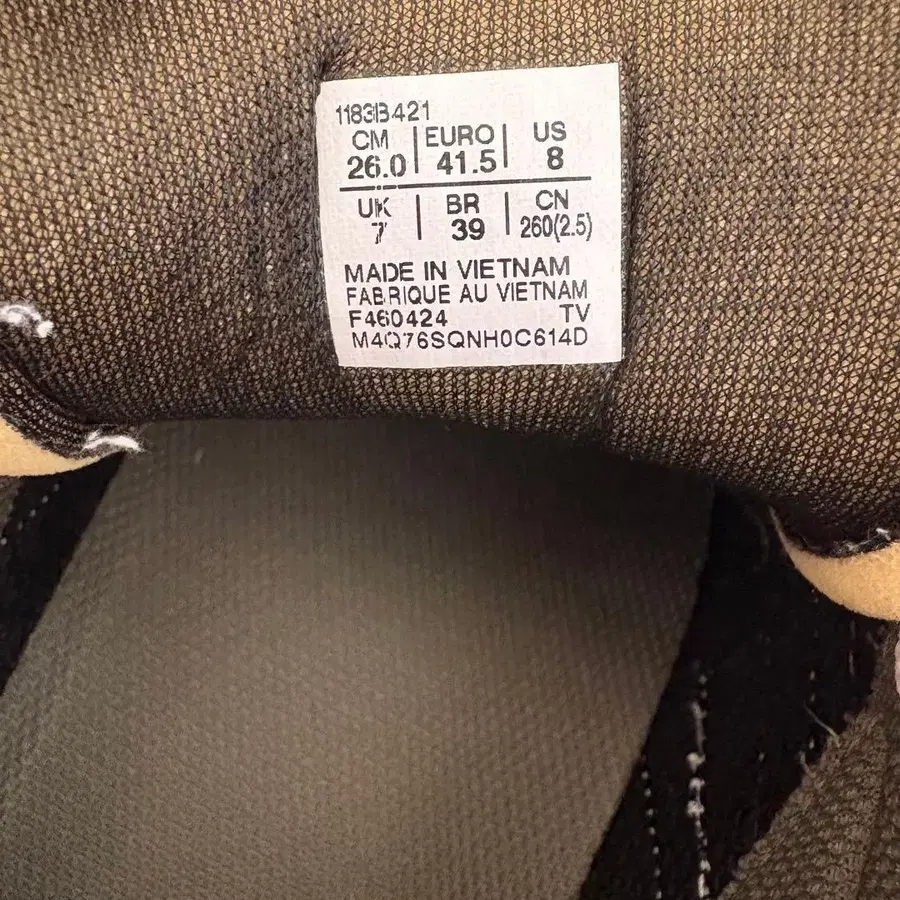 1183B421
CM | EURO | US
26.0 | 41.5 | 8
UK | BR | CN
7 | 39 | 260(2.5)
MADE IN VIETNAM
FABRIQUE AU VIETNAM
F460424 TV
M4Q76SQNH0C614D